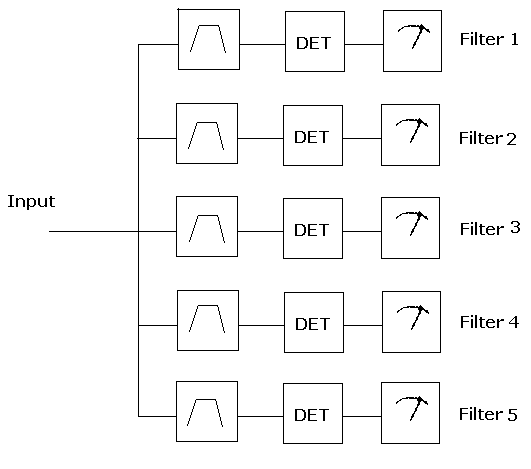 DET
Filter 1
DET
Filter 2
Input
DET
Filter 3
DET
Filter 4
DET
Filter 5